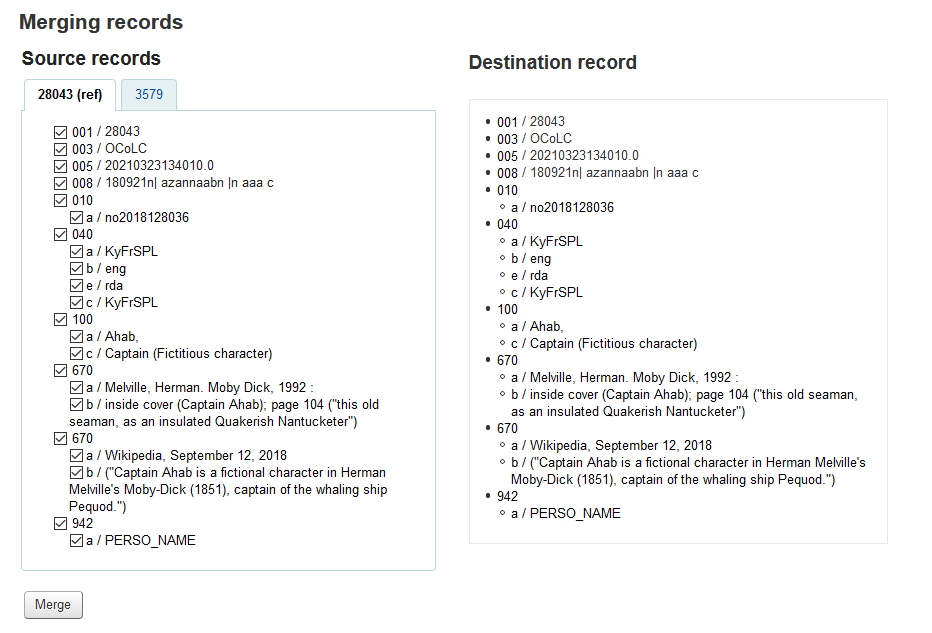 Merging records
Source records
28043 (ref)
3579
001 / 28043
003 / OCoLC
005 / 20210323134010.0
008 / 180921n| azannaabn |n aaa c
010
a / no2018128036
040
a / KyFrSPL
b / eng
e / rda
c / KyFrSPL
100
a / Ahab,
c / Captain (Fictitious character)
670
a / Melville, Herman. Moby Dick, 1992 :
b / inside cover (Captain Ahab); page 104 ("this old
seaman, as an insulated Quakerish Nantucketer")
670
a / Wikipedia, September 12, 2018
b / ("Captain Ahab is a fictional character in Herman
Melville's Moby-Dick (1851), captain of the whaling ship
Pequod.")
942
a / PERSO_NAME
Merge
Destination record
001 / 28043
003 / OCoLC
005 / 20210323134010.0
008 / 180921n| azannaabn |n aaa c
010
a / no2018128036
040
a / KyFrSPL
b / eng
e / rda
c / KyFrSPL
100
a / Ahab,
c / Captain (Fictitious character)
670
a / Melville, Herman. Moby Dick, 1992 :
b / inside cover (Captain Ahab); page 104 ("this old seaman,
as an insulated Quakerish Nantucketer")
670
a / Wikipedia, September 12, 2018
b / ("Captain Ahab is a fictional character in Herman Melville's
Moby-Dick (1851), captain of the whaling ship Pequod.")
942
a / PERSO_NAME